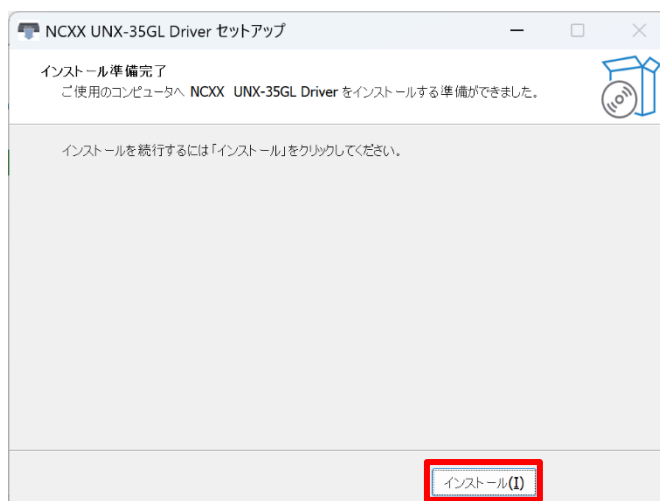 NCXX UNX-35GL Driver セットアップ
インストール準備完了
ご使用のコンピュータへ NCXX UNX-35GL Driver をインストールする準備ができました。
インストールを続行するには「インストール」をクリックしてください。
インストール(I)